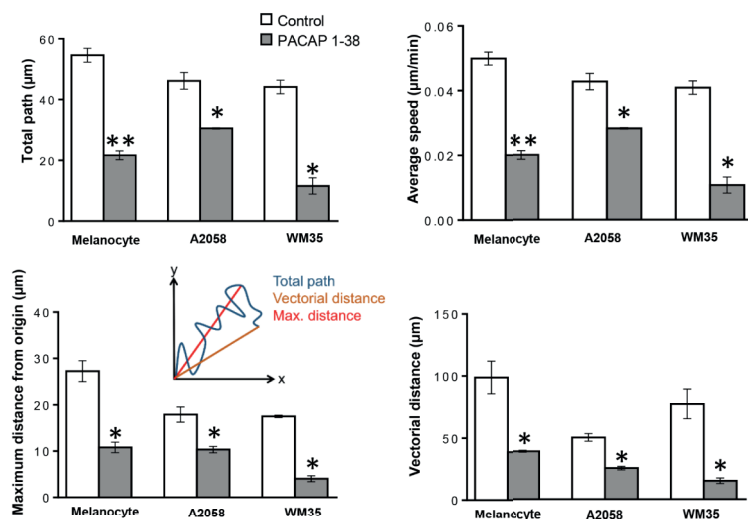 Control
PACAP 1-38
Total path (µm)
60
40
20
0
**
*
*
Melanocyte
A2058
WM35
Average speed (µm/min)
0.06
0.04
0.02
0.00
**
*
*
Melanocyte
A2058
WM35
Maximum distance from origin (µm)
40
30
20
10
0
y
x
Total path
Vectorial distance
Max. distance
*
*
*
Melanocyte
A2058
WM35
Vectorial distance (µm)
150
100
50
0
*
*
*
Melanocyte
A2058
WM35